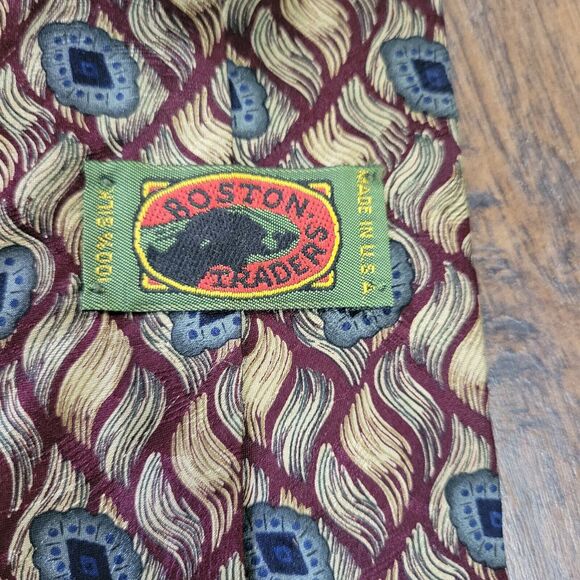 100% SILK
BOSTON
TRADERS
MADE IN U.S.A